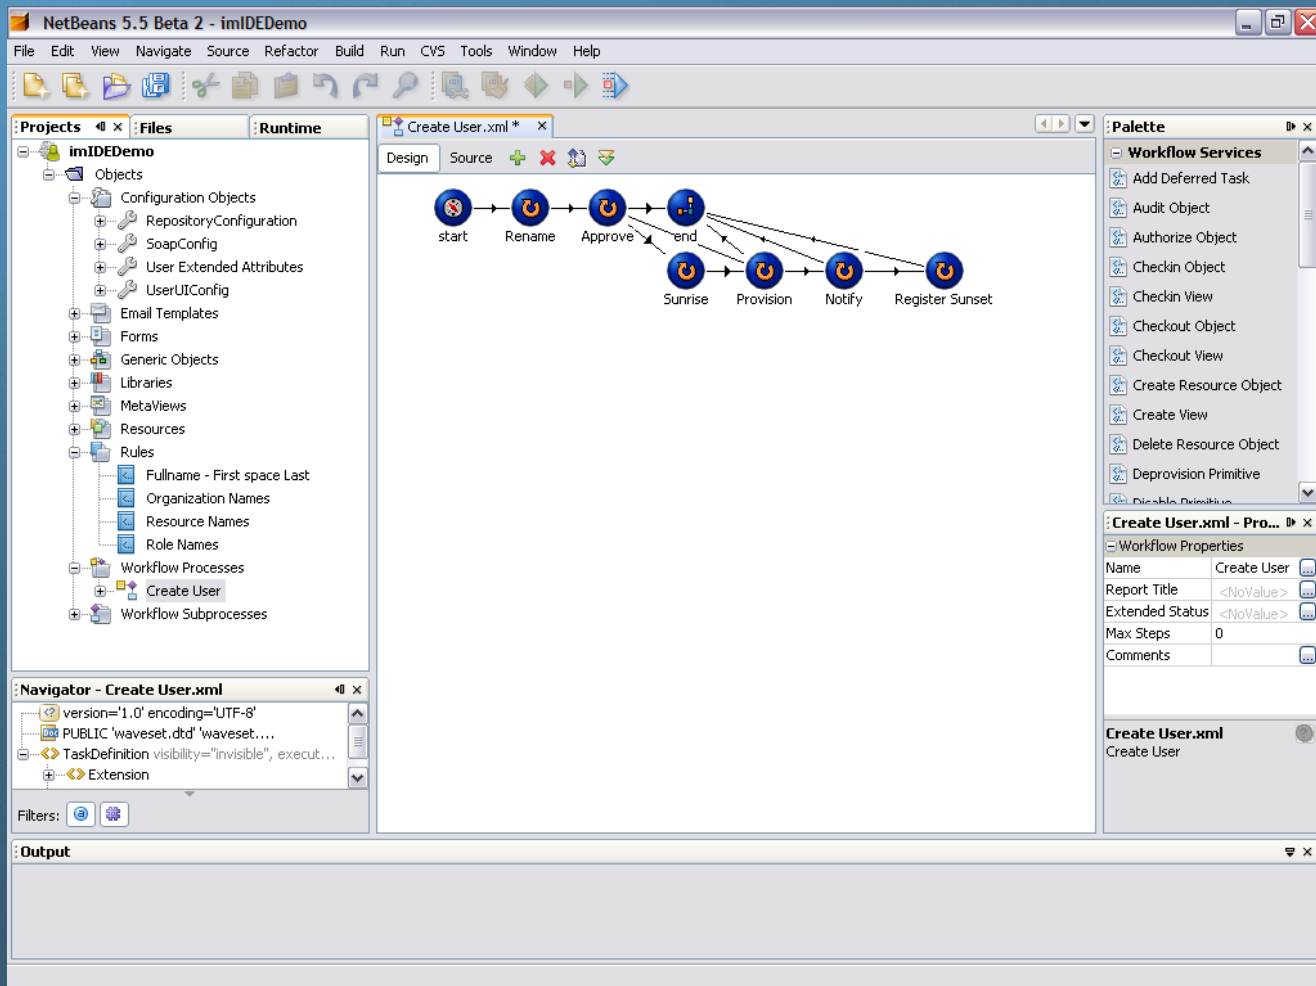 NetBeans 5.5 Beta 2 - imIDEDemo
File Edit View Navigate Source Refactor Build Run CVS Tools Window Help
Projects
Files
Runtime
imIDEDemo
Objects
Configuration Objects
RepositoryConfiguration
SoapConfig
User Extended Attributes
UserUIConfig
Email Templates
Forms
Generic Objects
Libraries
MetaViews
Resources
Rules
Fullname - First space Last
Organization Names
Resource Names
Role Names
Workflow Processes
Create User
Workflow Subprocesses
Navigator - Create User.xml
version='1.0' encoding='UTF-8'
PUBLIC 'waveset.dtd' 'waveset....
TaskDefinition visibility="invisible", execut...
Extension
Filters:
Create User.xml *
Design Source
start
Rename
Approve
end
Sunrise
Provision
Notify
Register Sunset
Palette
Workflow Services
Add Deferred Task
Audit Object
Authorize Object
Checkin Object
Checkin View
Checkout Object
Checkout View
Create Resource Object
Create View
Delete Resource Object
Deprovision Primitive
Disable Primitive
Create User.xml - Pro...
Workflow Properties
Name Create User ...
Report Title <NoValue> ...
Extended Status <NoValue> ...
Max Steps 0
Comments ...
Create User.xml
Create User
Output